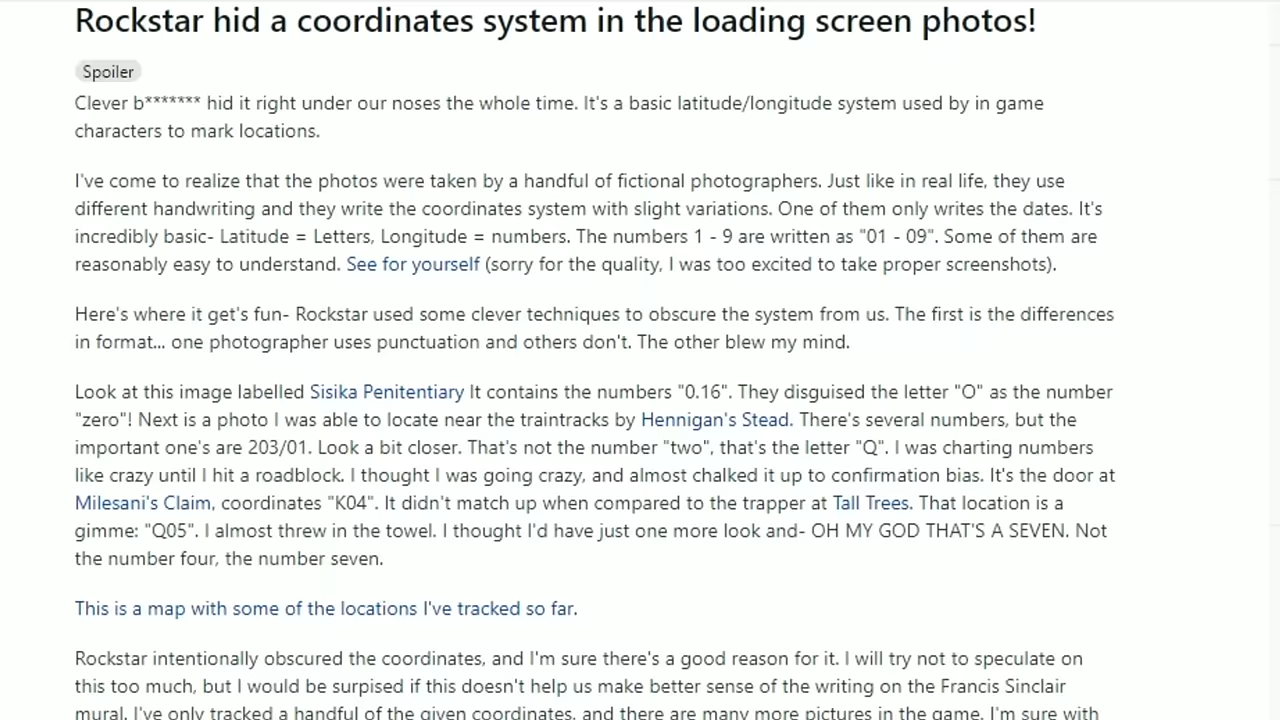 Rockstar hid a coordinates system in the loading screen photos!
Spoiler
Clever b******* hid it right under our noses the whole time. It's a basic latitude/longitude system used by in game
characters to mark locations.
I've come to realize that the photos were taken by a handful of fictional photographers. Just like in real life, they use
different handwriting and they write the coordinates system with slight variations. One of them only writes the dates. It's
incredibly basic- Latitude = Letters, Longitude = numbers. The numbers 1 - 9 are written as "01 - 09". Some of them are
reasonably easy to understand. See for yourself (sorry for the quality, I was too excited to take proper screenshots).
Here's where it get's fun- Rockstar used some clever techniques to obscure the system from us. The first is the differences
in format... one photographer uses punctuation and others don't. The other blew my mind.
Look at this image labelled Sisika Penitentiary It contains the numbers "0.16". They disguised the letter "O" as the number
"zero"! Next is a photo I was able to locate near the traintracks by Hennigan's Stead. There's several numbers, but the
important one's are 203/01. Look a bit closer. That's not the number "two", that's the letter "Q". I was charting numbers
like crazy until I hit a roadblock. I thought I was going crazy, and almost chalked it up to confirmation bias. It's the door at
Milesani's Claim, coordinates "K04". It didn't match up when compared to the trapper at Tall Trees. That location is a
gimme: "Q05". I almost threw in the towel. I thought I'd have just one more look and- OH MY GOD THAT'S A SEVEN. Not
the number four, the number seven.
This is a map with some of the locations I've tracked so far.
Rockstar intentionally obscured the coordinates, and I'm sure there's a good reason for it. I will try not to speculate on
this too much, but I would be surpised if this doesn't help us make better sense of the writing on the Francis Sinclair
mural. I've only tracked a handful of the given coordinates, and there are many more pictures in the game. I'm sure with